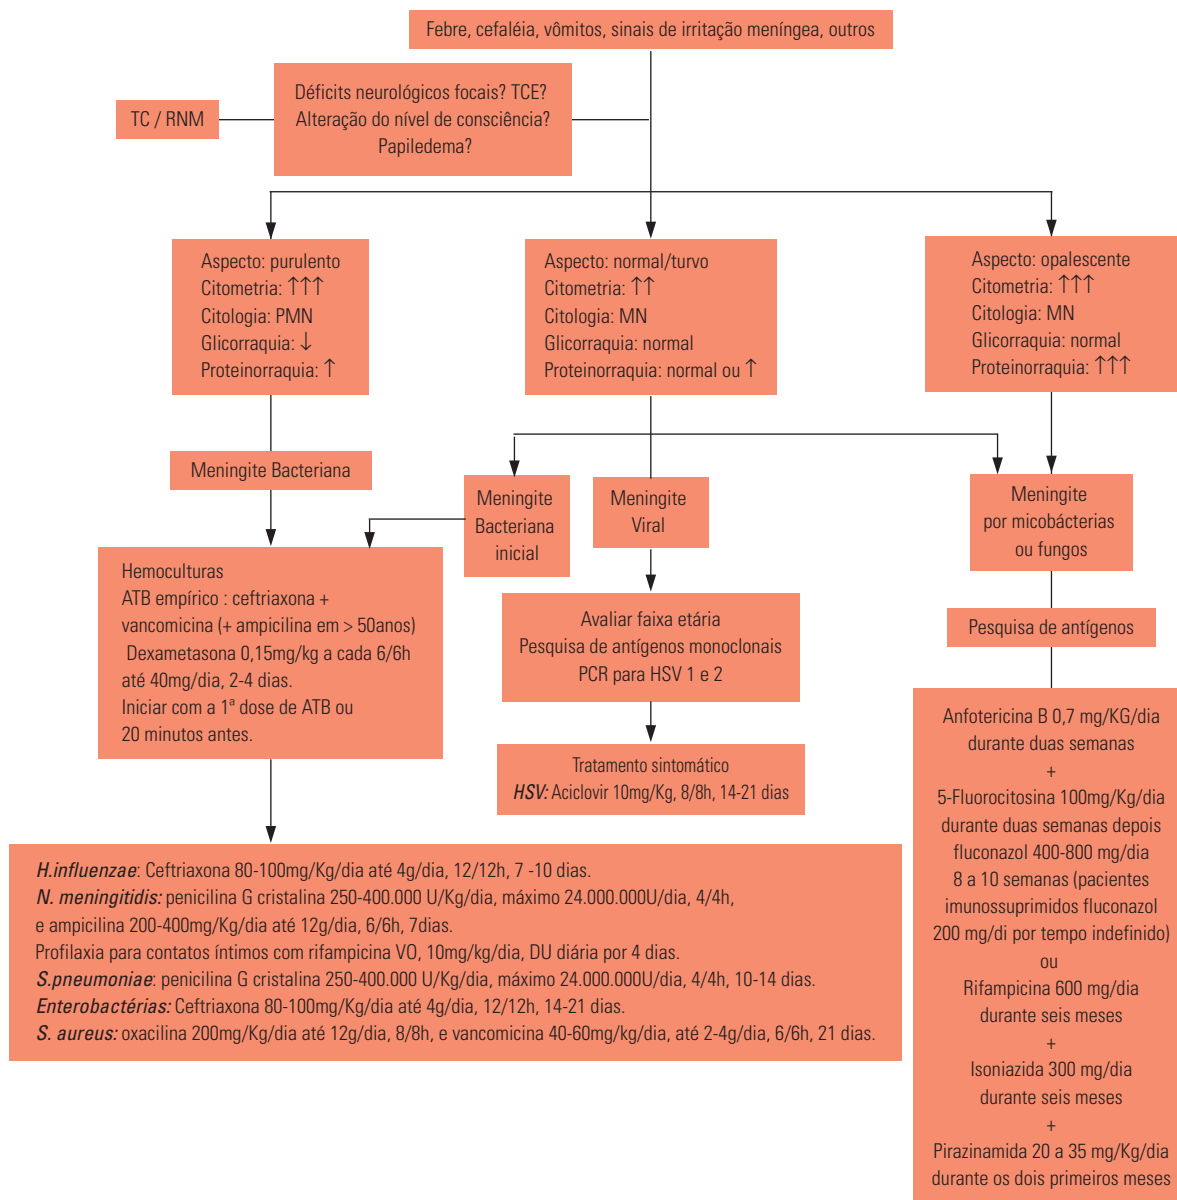 Febre, cefaléia, vômitos, sinais de irritação meníngea, outros
Déficits neurológicos focais? TCE?
Alteração do nível de consciência?
Papiledema?
TC / RNM
Aspecto: purulento
Citometria: ↑↑↑
Citologia: PMN
Glicorraquia: ↓
Proteinorraquia: ↑
Aspecto: normal/turvo
Citometria: ↑↑
Citologia: MN
Glicorraquia: normal
Proteinorraquia: normal ou ↑
Aspecto: opalescente
Citometria: ↑↑↑
Citologia: MN
Glicorraquia: normal
Proteinorraquia: ↑↑↑
Meningite Bacteriana
Meningite
Bacteriana
inicial
Meningite
Viral
Meningite
por micobácterias
ou fungos
Hemoculturas
ATB empírico : ceftriaxona +
vancomicina (+ ampicilina em > 50anos)
Dexametasona 0,15mg/kg a cada 6/6h
até 40mg/dia, 2-4 dias.
Iniciar com a 1ª dose de ATB ou
20 minutos antes.
Avaliar faixa etária
Pesquisa de antígenos monoclonais
PCR para HSV 1 e 2
Pesquisa de antígenos
Tratamento sintomático
HSV: Aciclovir 10mg/Kg, 8/8h, 14-21 dias
Anfotericina B 0,7 mg/KG/dia
durante duas semanas
+
5-Fluorocitosina 100mg/Kg/dia
durante duas semanas depois
fluconazol 400-800 mg/dia
8 a 10 semanas (pacientes
imunossuprimidos fluconazol
200 mg/di por tempo indefinido)
ou
Rifampicina 600 mg/dia
durante seis meses
+
Isoniazida 300 mg/dia
durante seis meses
+
Pirazinamida 20 a 35 mg/Kg/dia
durante os dois primeiros meses
H.influenzae: Ceftriaxona 80-100mg/Kg/dia até 4g/dia, 12/12h, 7 -10 dias.
N. meningitidis: penicilina G cristalina 250-400.000 U/Kg/dia, máximo 24.000.000U/dia, 4/4h,
e ampicilina 200-400mg/Kg/dia até 12g/dia, 6/6h, 7dias.
Profilaxia para contatos íntimos com rifampicina VO, 10mg/kg/dia, DU diária por 4 dias.
S.pneumoniae: penicilina G cristalina 250-400.000 U/Kg/dia, máximo 24.000.000U/dia, 4/4h, 10-14 dias.
Enterobactérias: Ceftriaxona 80-100mg/Kg/dia até 4g/dia, 12/12h, 14-21 dias.
S. aureus: oxacilina 200mg/Kg/dia até 12g/dia, 8/8h, e vancomicina 40-60mg/kg/dia, até 2-4g/dia, 6/6h, 21 dias.